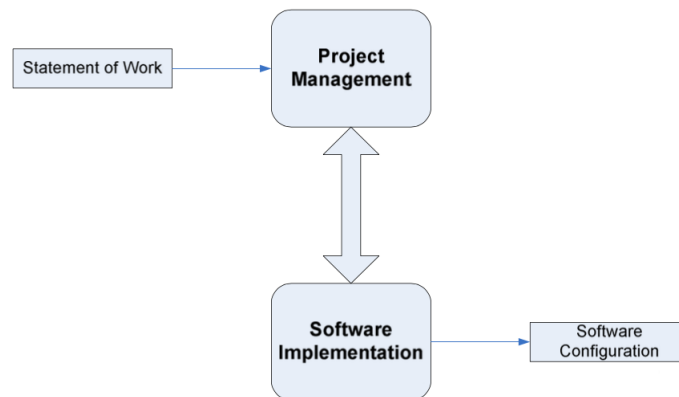 Project
Management
Statement of Work
Software
Implementation
Software
Configuration